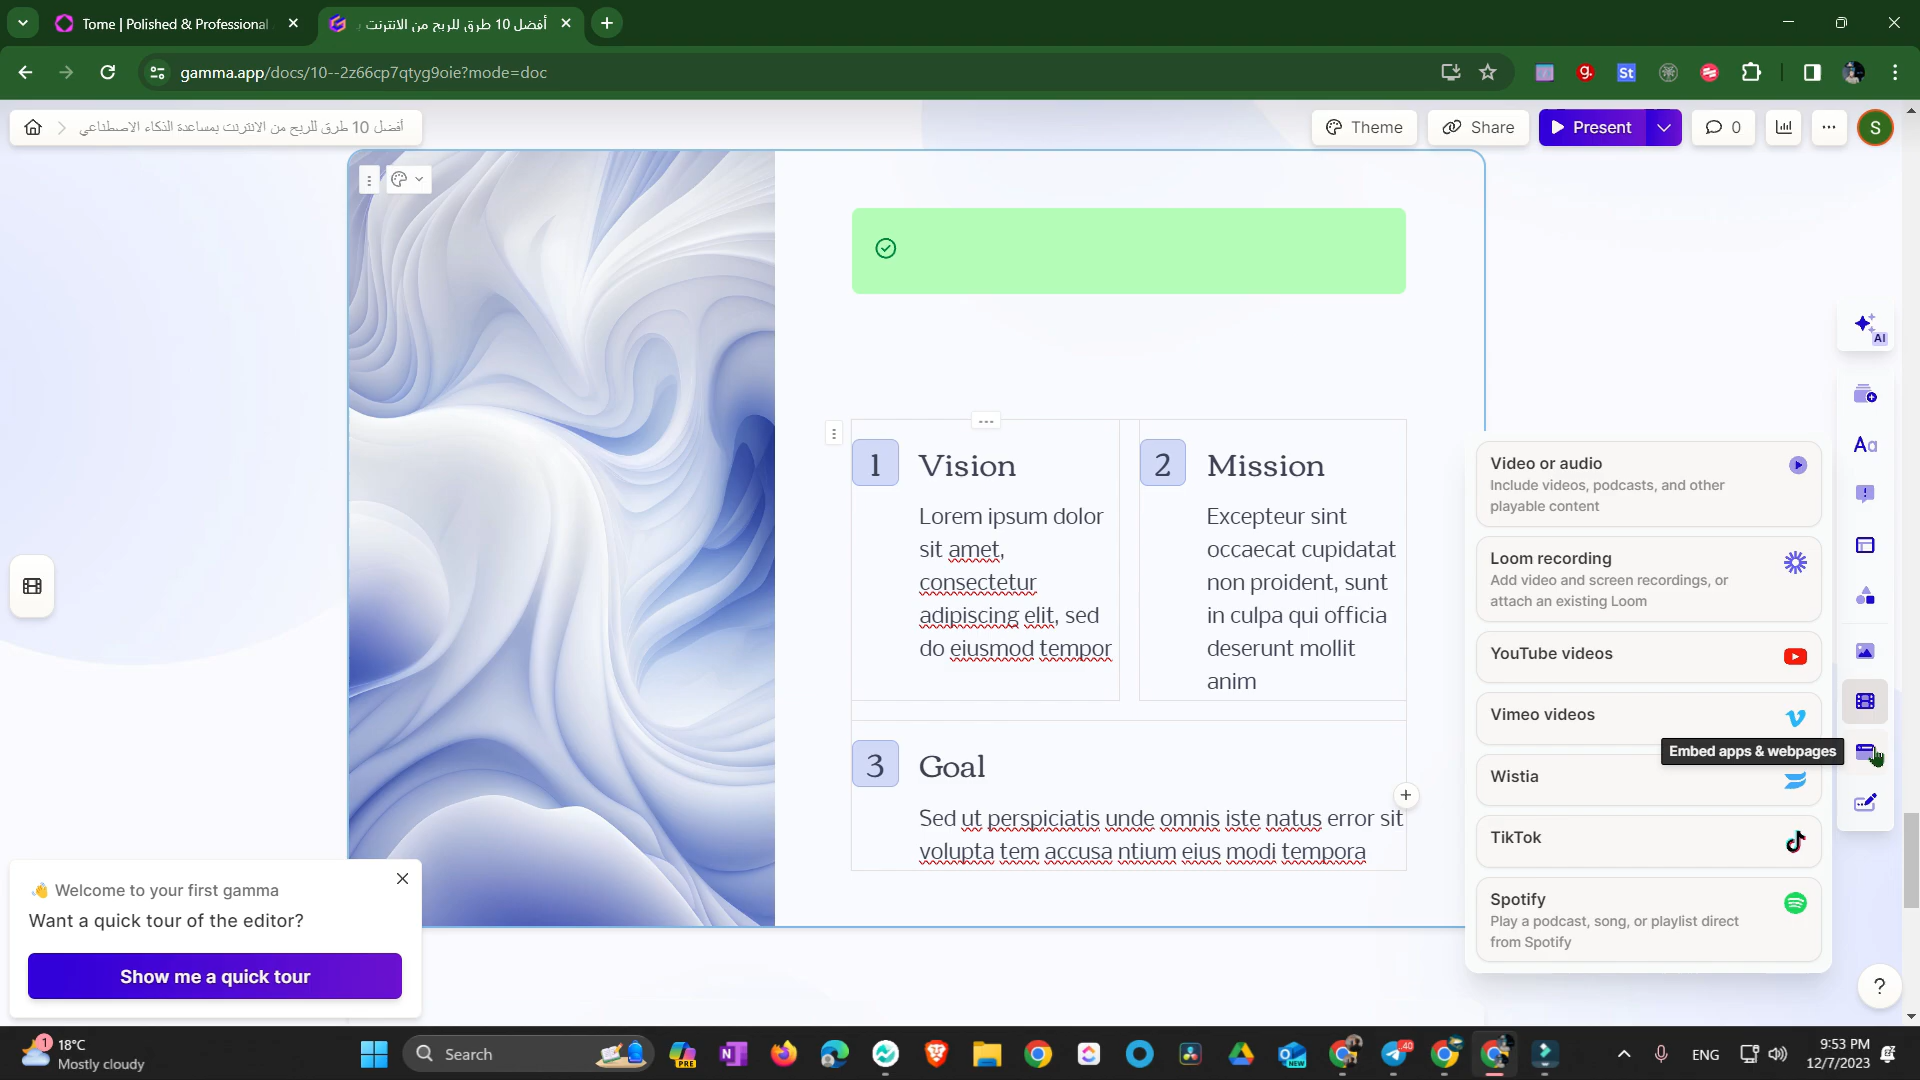 Tome | Polished & Professional
أفضل 10 طرق للربح من الانترنت ب
gamma.app/docs/10--2z66cp7qtyg9oie?mode=doc
g.
St
أفضل 10 طرق للربح من الانترنت بمساعدة الذكاء الاصطناعي
Theme
Share
Present
0
S
AI
Aa
1 Vision
Lorem ipsum dolor
sit amet,
consectetur
adipiscing elit, sed
do eiusmod tempor
2 Mission
Excepteur sint
occaecat cupidatat
non proident, sunt
in culpa qui officia
deserunt mollit
anim
3 Goal
Sed ut perspiciatis unde omnis iste natus error sit
volupta tem accusa ntium eius modi tempora
Video or audio
Include videos, podcasts, and other
playable content
Loom recording
Add video and screen recordings, or
attach an existing Loom
YouTube videos
Vimeo videos
Embed apps & webpages
Wistia
TikTok
Spotify
Play a podcast, song, or playlist direct
from Spotify
👋 Welcome to your first gamma
Want a quick tour of the editor?
Show me a quick tour
?
1
18°C
Mostly cloudy
Search
PRE
N
NEW
40
ENG
9:53 PM
12/7/2023